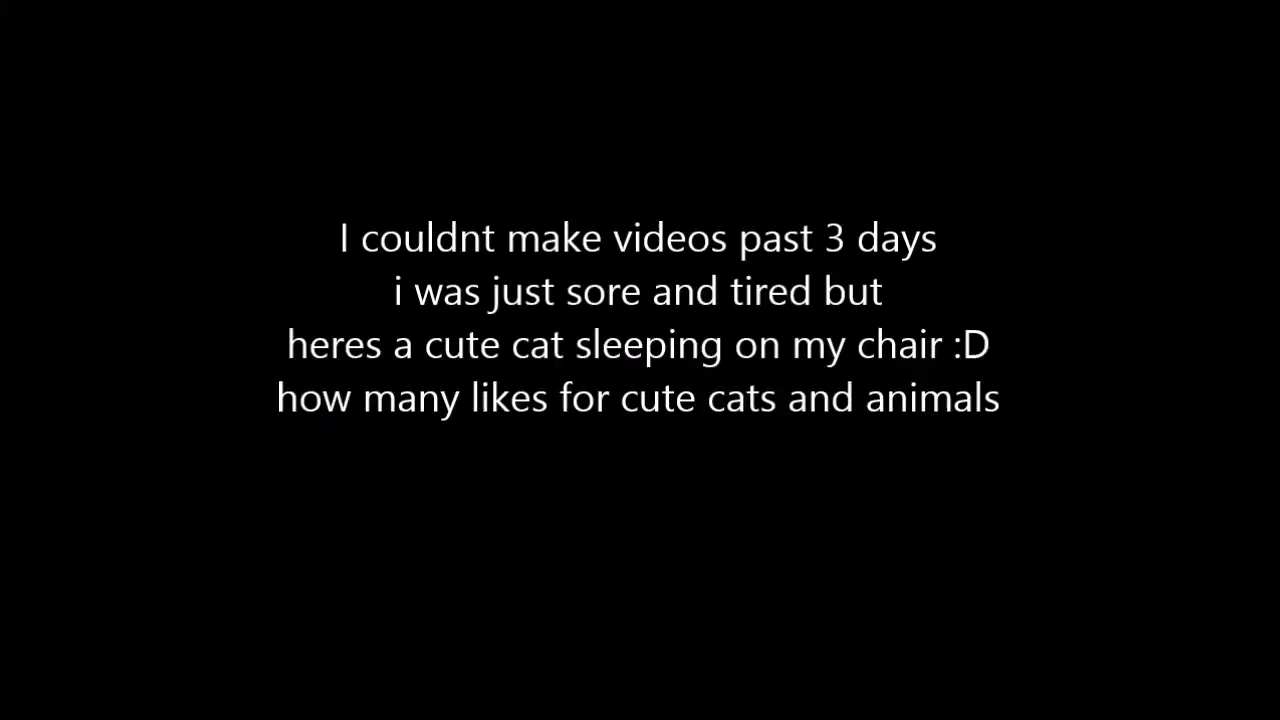 I couldnt make videos past 3 days
i was just sore and tired but
heres a cute cat sleeping on my chair :D
how many likes for cute cats and animals